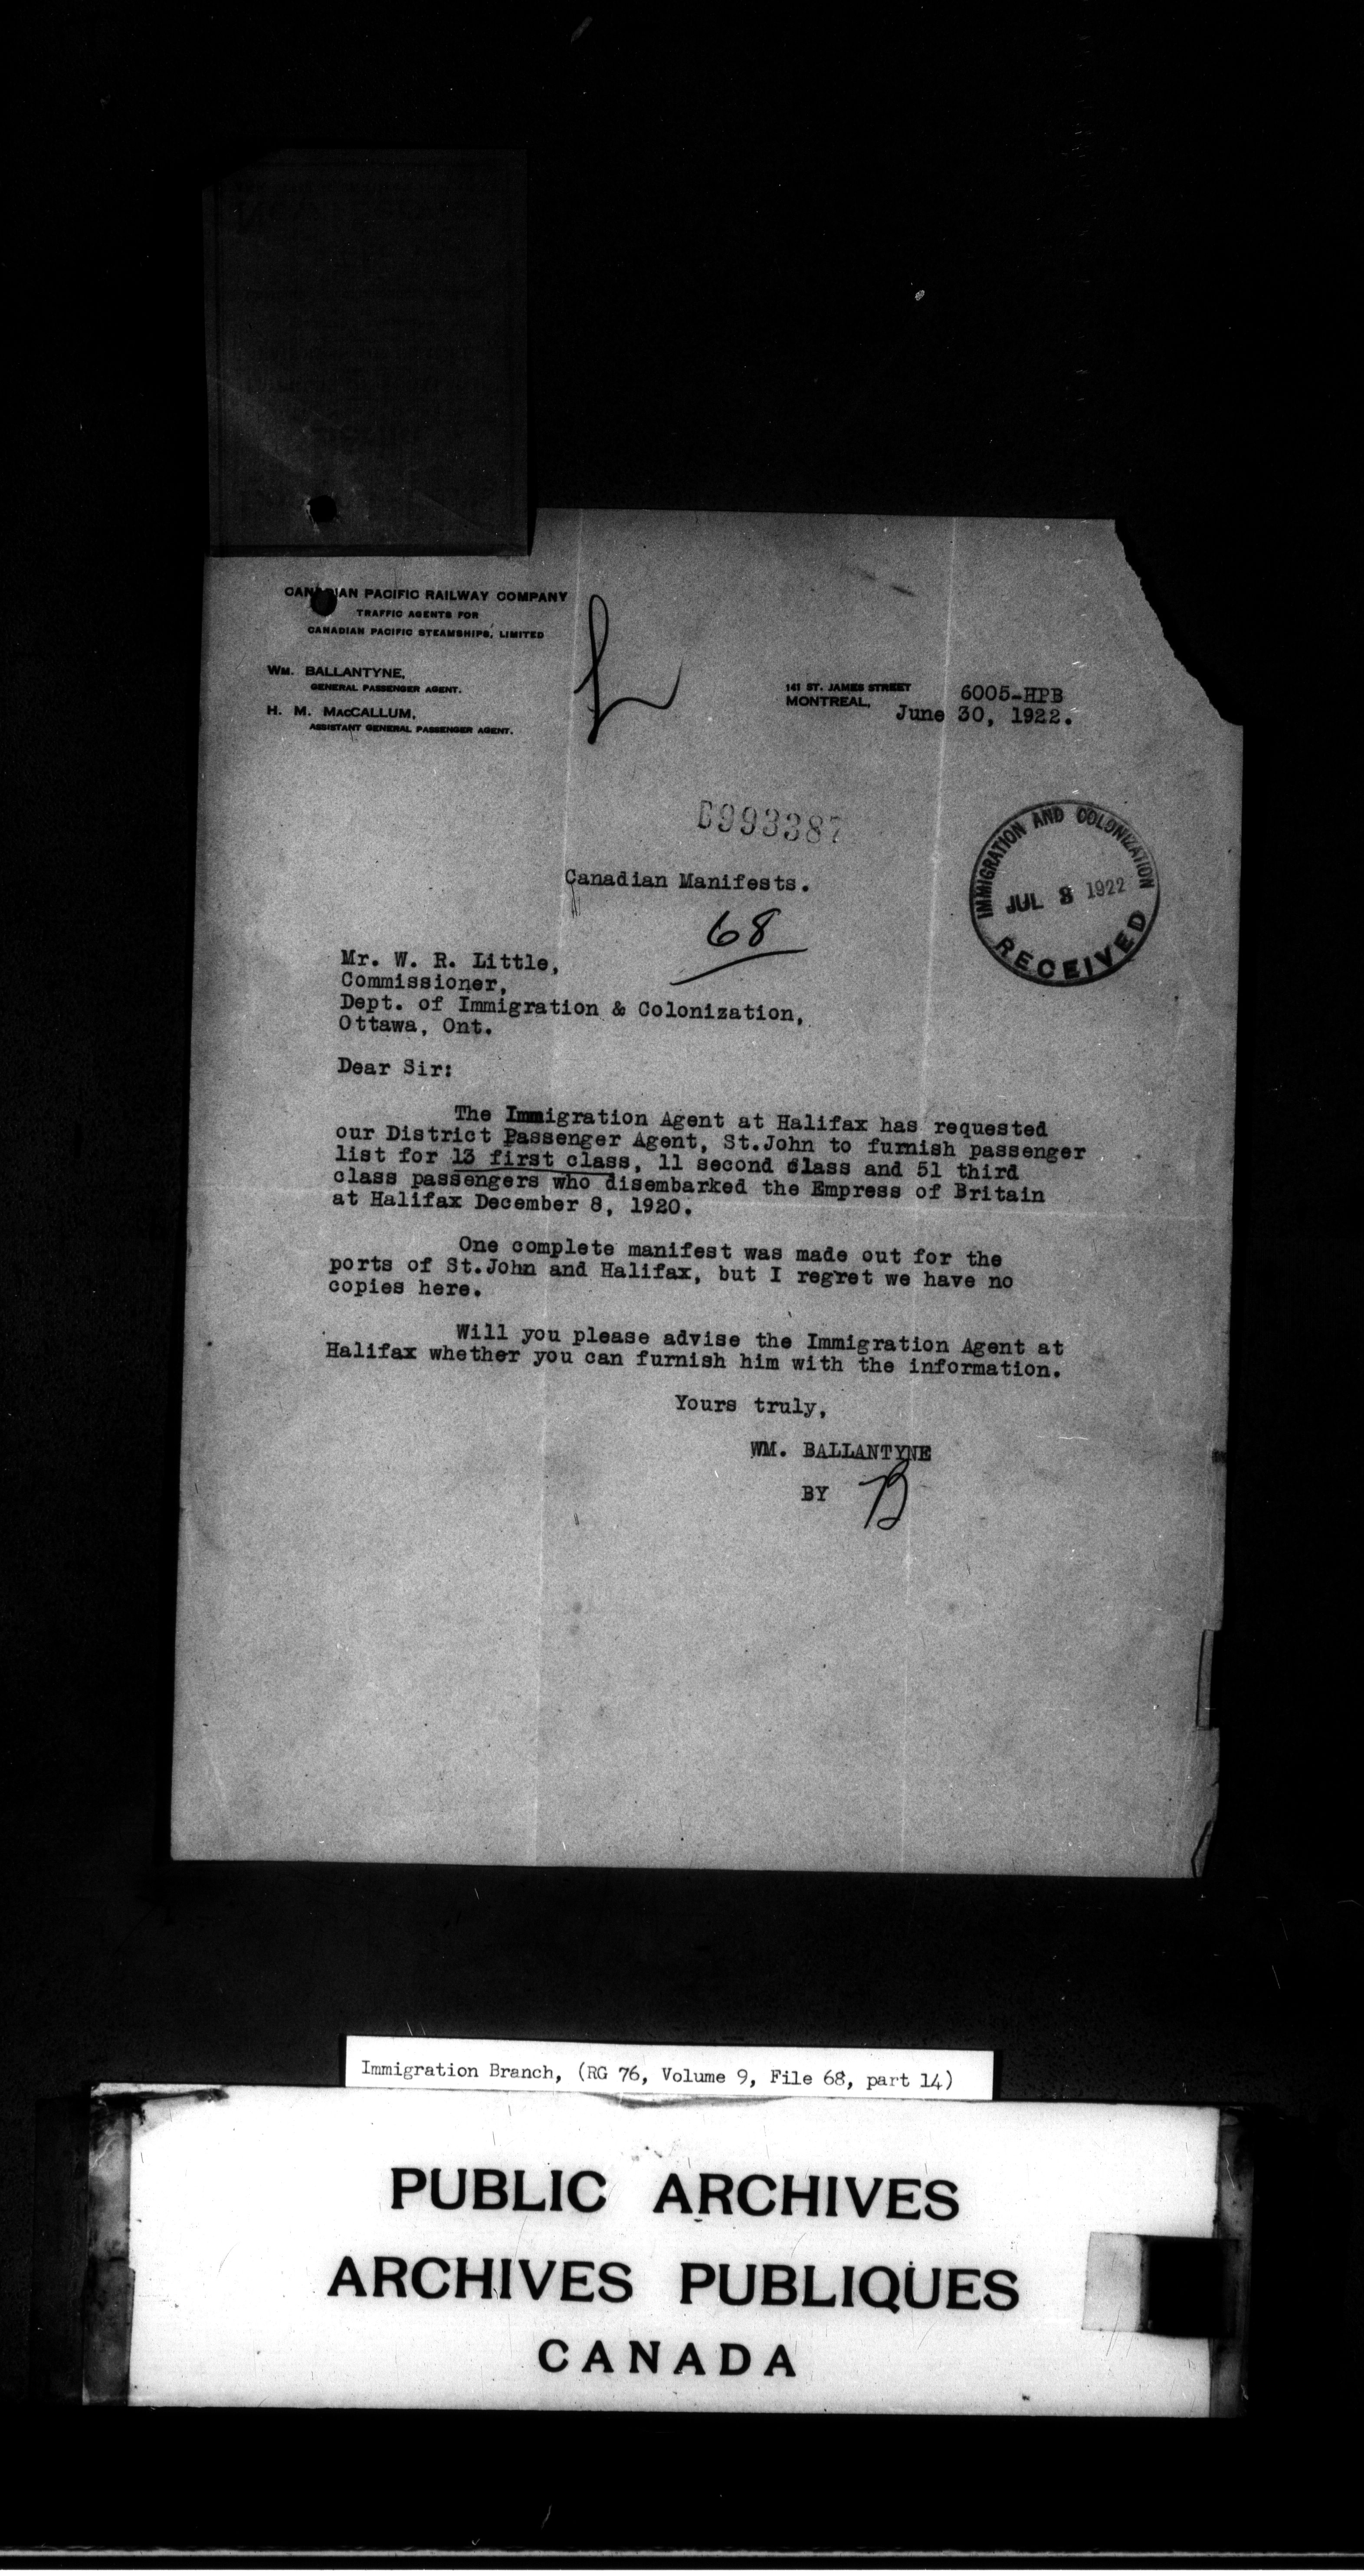 CANADIAN PACIFIC RAILWAY COMPANY
TRAFFIC AGENTS FOR
CANADIAN PACIFIC STEAMSHIPS, LIMITED
WM. BALLANTYNE,
GENERAL PASSENGER AGENT.
H. M. MACCALLUM,
ASSISTANT GENERAL PASSENGER AGENT.
141 ST. JAMES STREET
MONTREAL,
6005-HPB
June 30, 1922.
993387
IMMIGRATION AND COLONIZATION
JUL 8 1922
RECEIVED
Canadian Manifests.
68
Mr. W. R. Little,
Commissioner,
Dept. of Immigration & Colonization,
Ottawa, Ont.
Dear Sir:
The Immigration Agent at Halifax has requested
our District Passenger Agent, St.John to furnish passenger
list for 13 first class, 11 second class and 51 third
class passengers who disembarked the Empress of Britain
at Halifax December 8, 1920.
One complete manifest was made out for the
ports of St.John and Halifax, but I regret we have no
copies here.
Will you please advise the Immigration Agent at
Halifax whether you can furnish him with the information.
Yours truly,
WM. BALLANTYNE
BY B
Immigration Branch, (RG 76, Volume 9, File 68, part 14)
PUBLIC ARCHIVES
ARCHIVES PUBLIQUES
CANADA